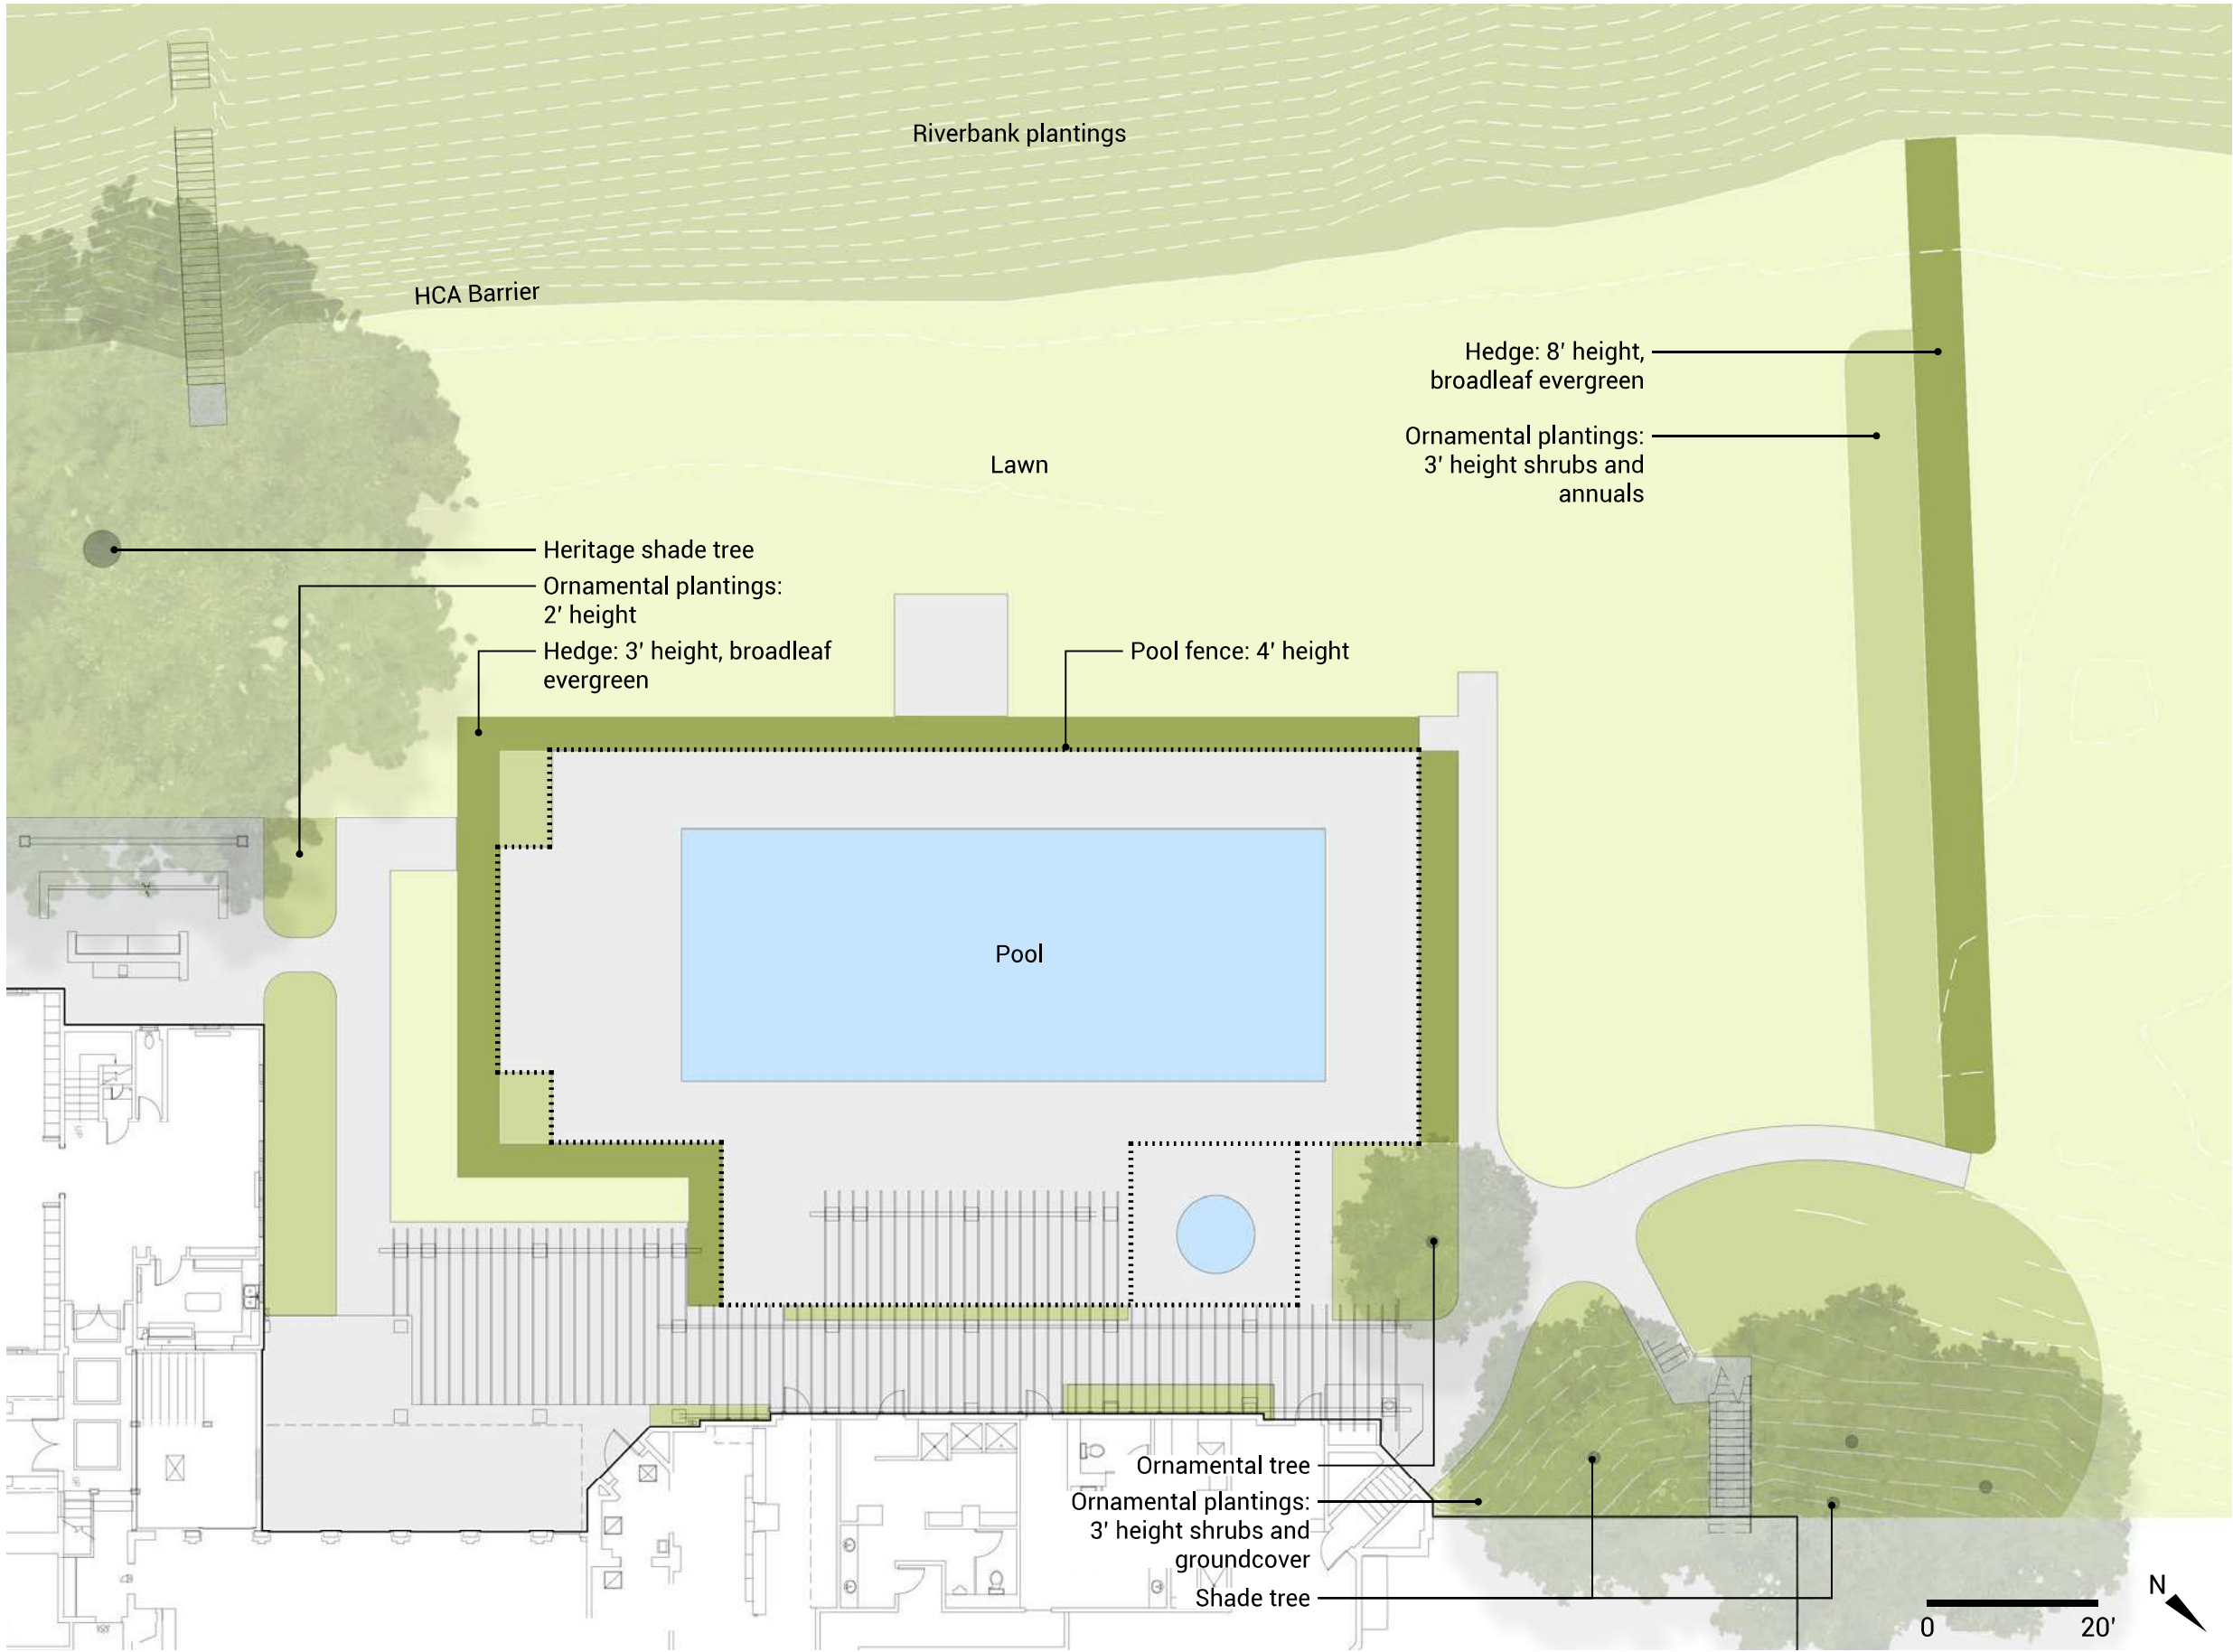 Riverbank plantings
HCA Barrier
Hedge: 8' height,
broadleaf evergreen
Ornamental plantings:
3' height shrubs and
annuals
Lawn
Heritage shade tree
Ornamental plantings:
2' height
Hedge: 3' height, broadleaf
evergreen
Pool fence: 4' height
Pool
UP
Ornamental tree
Ornamental plantings:
3' height shrubs and
groundcover
Shade tree
N
0 20'